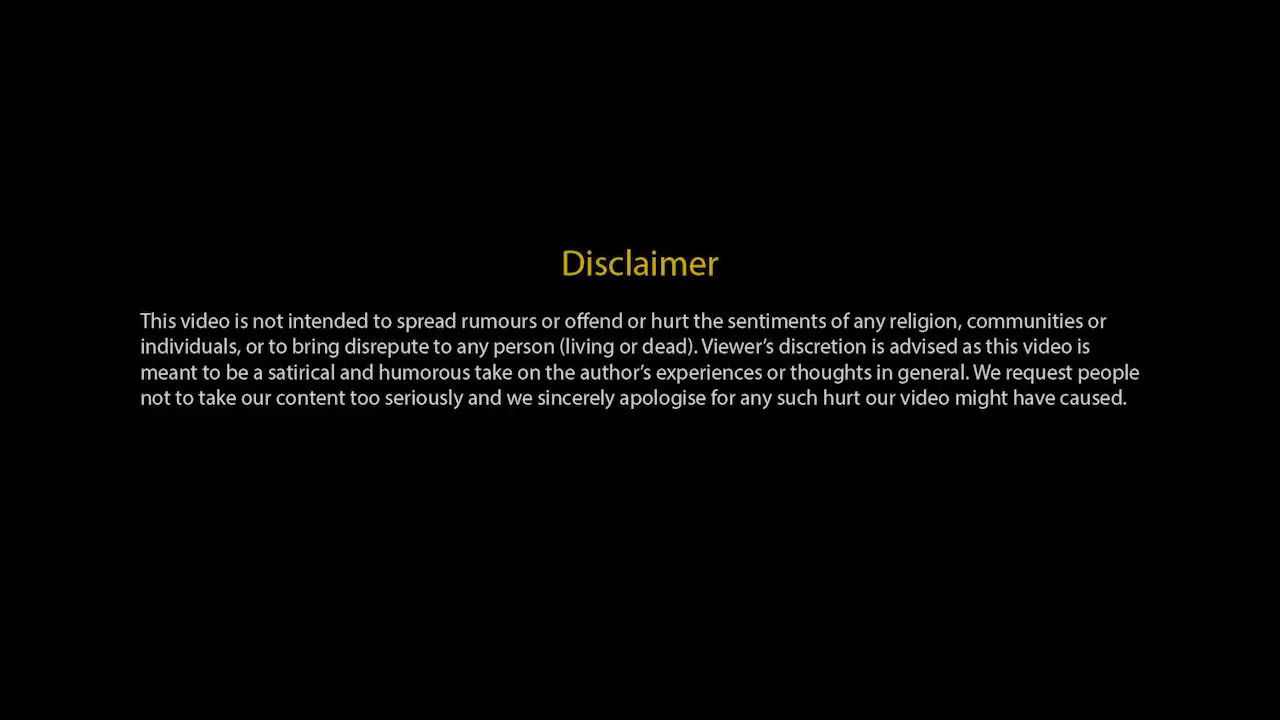 Disclaimer
This video is not intended to spread rumours or offend or hurt the sentiments of any religion, communities or
individuals, or to bring disrepute to any person (living or dead). Viewer’s discretion is advised as this video is
meant to be a satirical and humorous take on the author’s experiences or thoughts in general. We request people
not to take our content too seriously and we sincerely apologise for any such hurt our video might have caused.